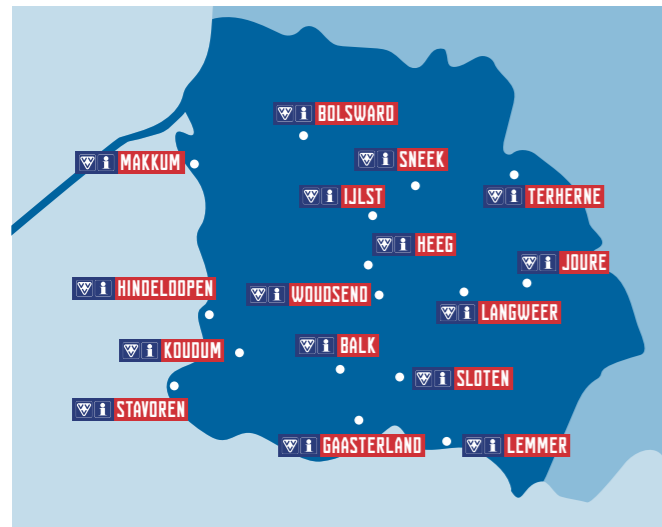 BOLSWARD
SNEEK
MAKKUM
IJLST
TERHERNE
HEEG
JOURE
HINDELOOPEN
WOUDSEND
LANGWEER
KOUDUM
BALK
SLOTEN
STAVOREN
GAASTERLAND
LEMMER